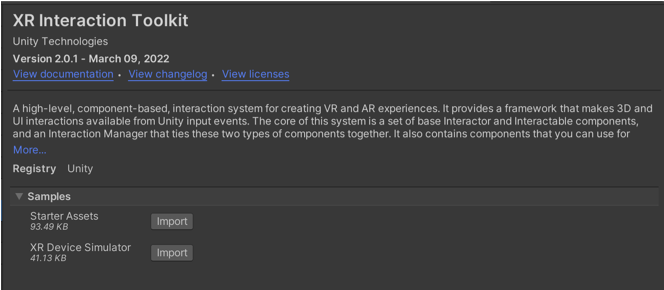 XR Interaction Toolkit
Unity Technologies
Version 2.0.1 - March 09, 2022
View documentation • View changelog • View licenses
A high-level, component-based, interaction system for creating VR and AR experiences. It provides a framework that makes 3D and
UI interactions available from Unity input events. The core of this system is a set of base Interactor and Interactable components,
and an Interaction Manager that ties these two types of components together. It also contains components that you can use for
More...
Registry Unity
Samples
Starter Assets
93.49 KB
Import
XR Device Simulator
41.13 KB
Import